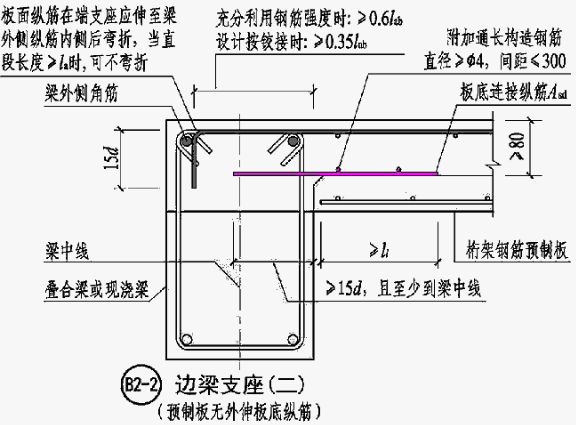 板面纵筋在端支座应伸至梁
外侧纵筋内侧后弯折，当直
段长度≥la时，可不弯折
梁外侧角筋
充分利用钢筋强度时：≥0.6lab
设计按铰接时：≥0.35lab
附加通长构造钢筋
直径≥Φ4，间距≤300
板底连接纵筋Asd
15d
≥80
梁中线
叠合梁或现浇梁
≥ll
桁架钢筋预制板
≥15d，且至少到梁中线
B2-2 边梁支座(二)
(预制板无外伸板底纵筋)